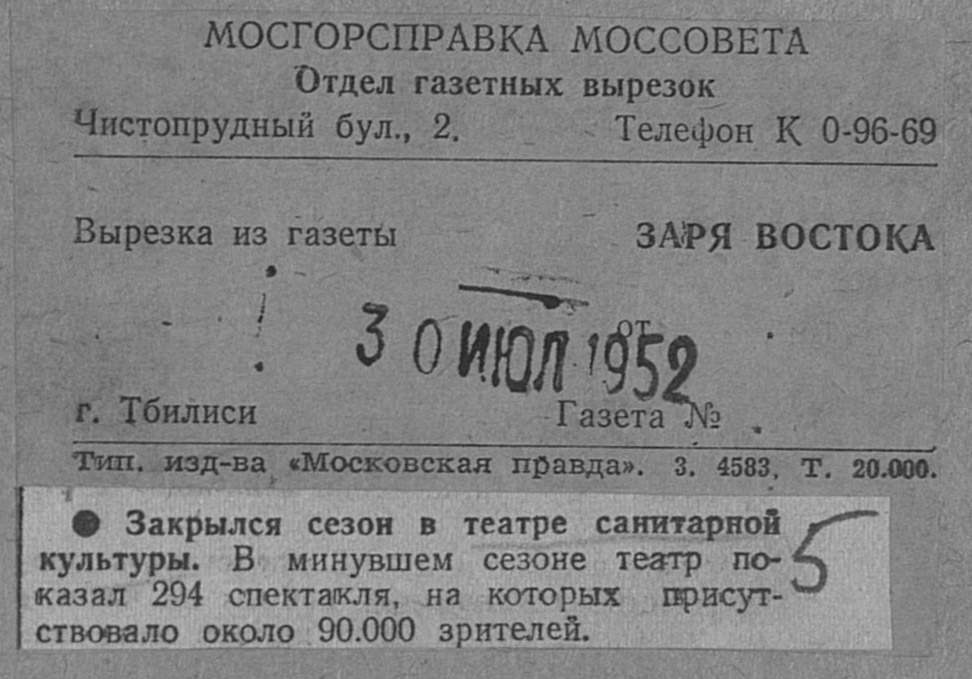 МОСГОРСПРАВКА МОССОВЕТА
Отдел газетных вырезок
Чистопрудный бул., 2. Телефон К 0-96-69
Вырезка из газеты ЗАРЯ ВОСТОКА
от
30 ИЮЛ 1952
г. Тбилиси Газета №
Тип. изд-ва «Московская правда». З. 4583, Т. 20.000.
● Закрылся сезон в театре санитарной
культуры. В минувшем сезоне театр по-
казал 294 спектакля, на которых присут-
ствовало около 90.000 зрителей.
5